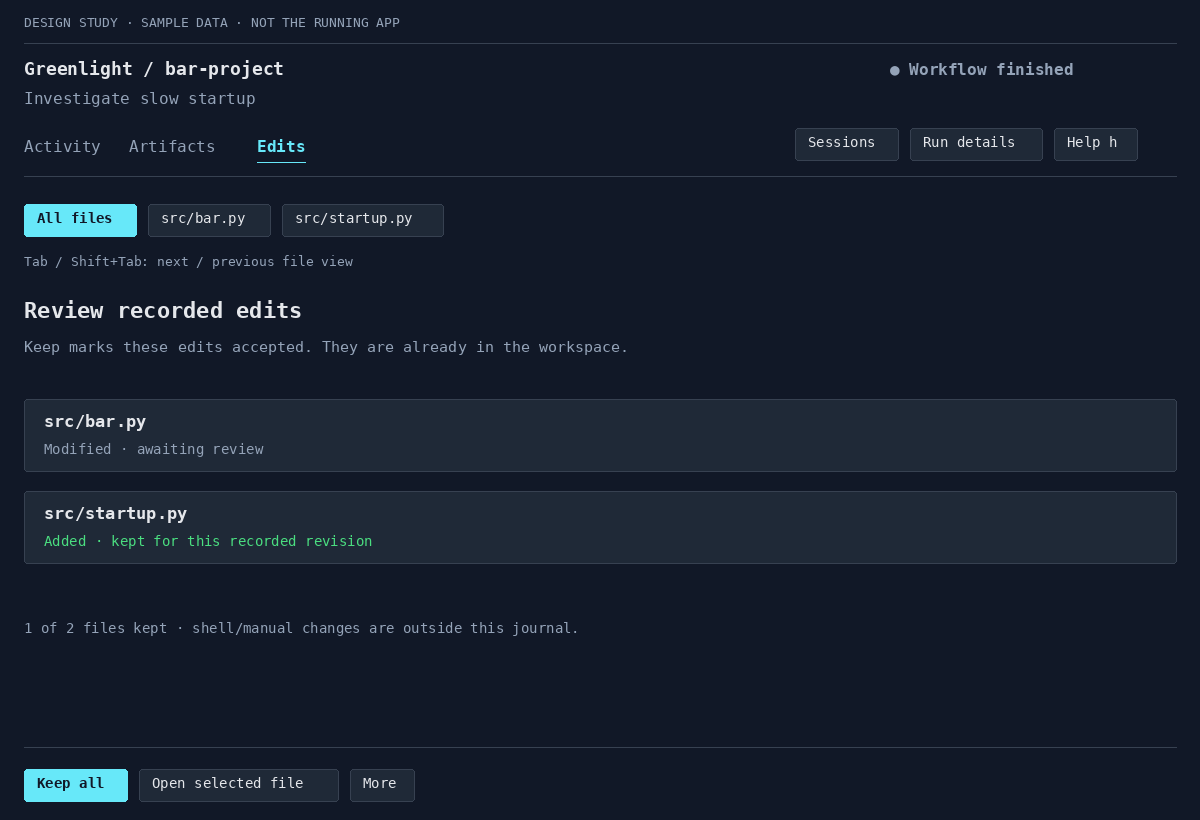 DESIGN STUDY · SAMPLE DATA · NOT THE RUNNING APP
Greenlight / bar-project
● Workflow finished
Investigate slow startup
Activity Artifacts Edits
Sessions Run details Help h
All files src/bar.py src/startup.py
Tab / Shift+Tab: next / previous file view
Review recorded edits
Keep marks these edits accepted. They are already in the workspace.
src/bar.py
Modified · awaiting review
src/startup.py
Added · kept for this recorded revision
1 of 2 files kept · shell/manual changes are outside this journal.
Keep all Open selected file More